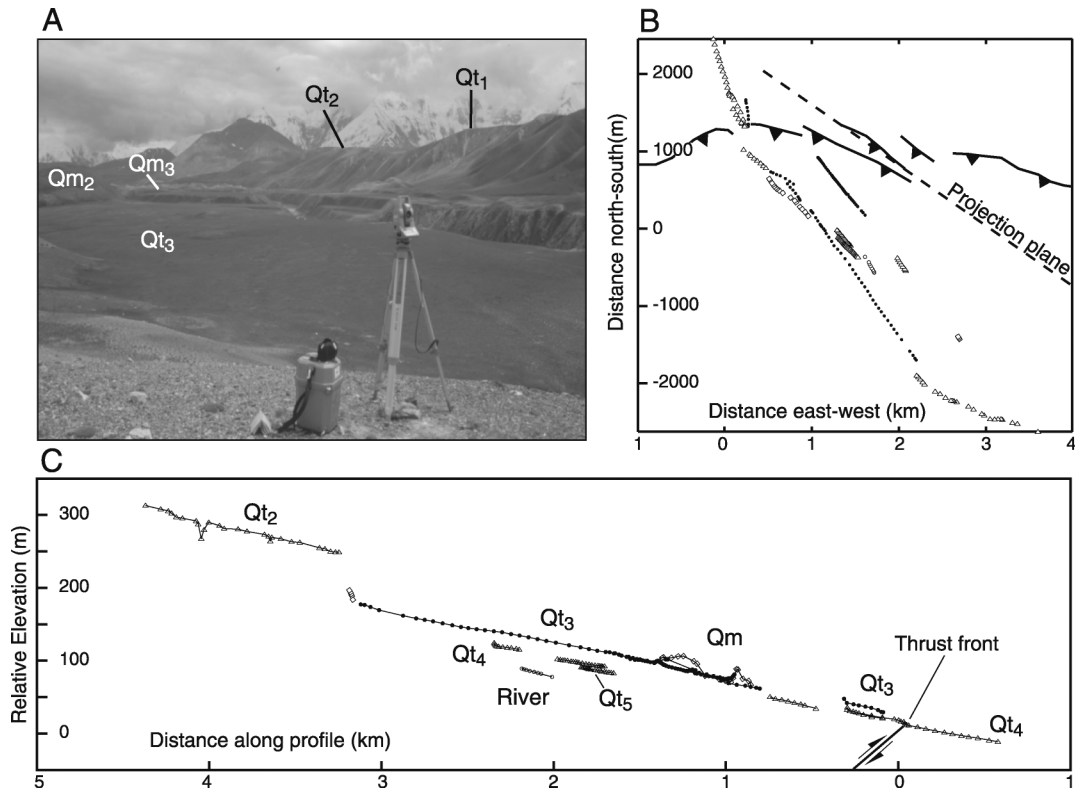 A
Qt1
Qt2
Qm3
Qm2
Qt3
B
2000
1000
0
-1000
-2000
Distance north-south(m)
Projection plane
Distance east-west (km)
1 0 1 2 3 4
C
300
200
100
0
Relative Elevation (m)
Qt2
Qt3
Qm
Qt4
River
Qt5
Thrust front
Qt3
Qt4
Distance along profile (km)
5 4 3 2 1 0 1